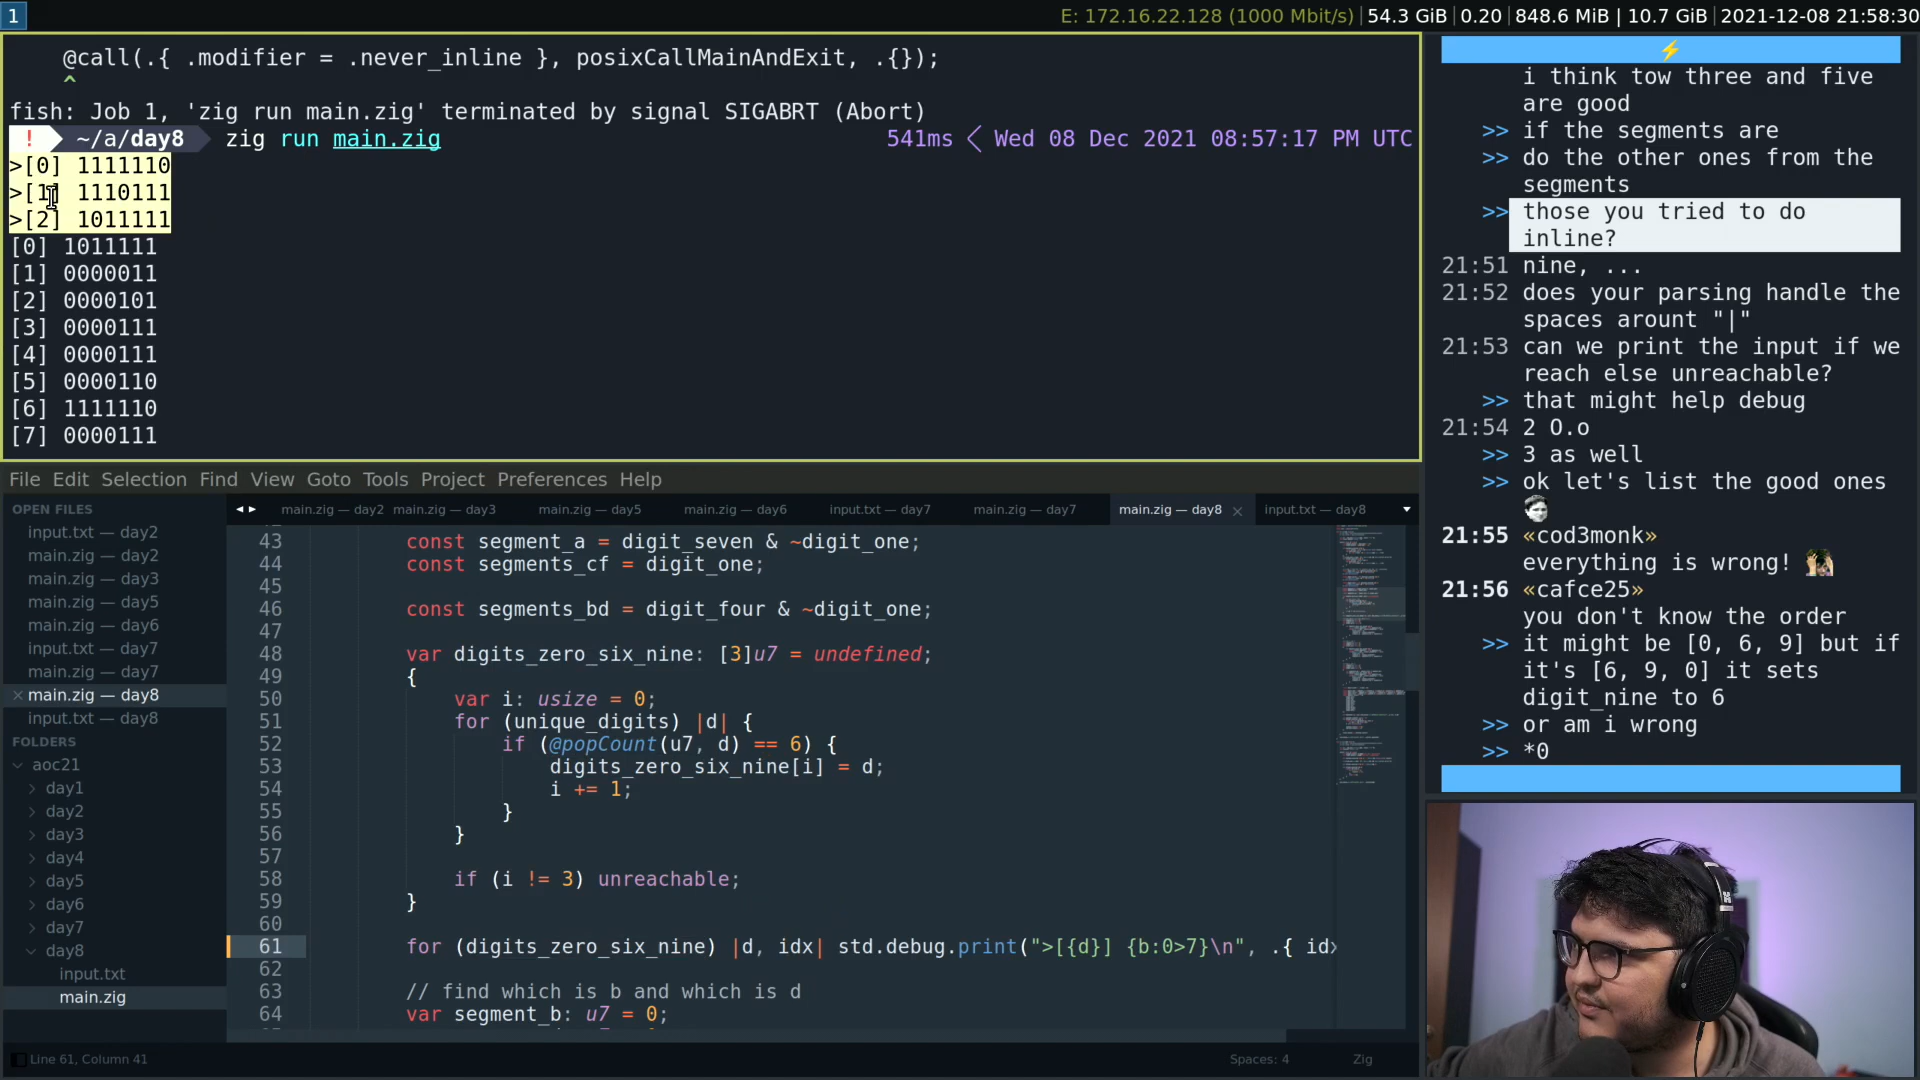 1
E: 172.16.22.128 (1000 Mbit/s) | 54.3 GiB | 0.20 | 848.6 MiB | 10.7 GiB | 2021-12-08 21:58:30
@call(.{ .modifier = .never_inline }, posixCallMainAndExit, .{});
^
fish: Job 1, 'zig run main.zig' terminated by signal SIGABRT (Abort)
! ~/a/day8 zig run main.zig 541ms Wed 08 Dec 2021 08:57:17 PM UTC
>[0] 1111110
>[1] 1110111
>[2] 1011111
[0] 1011111
[1] 0000011
[2] 0000101
[3] 0000111
[4] 0000111
[5] 0000110
[6] 1111110
[7] 0000111
File Edit Selection Find View Goto Tools Project Preferences Help
OPEN FILES
input.txt — day2
main.zig — day2
main.zig — day3
main.zig — day5
main.zig — day6
input.txt — day7
main.zig — day7
main.zig — day8
input.txt — day8
FOLDERS
aoc21
day1
day2
day3
day4
day5
day6
day7
day8
input.txt
main.zig
main.zig — day2 main.zig — day3 main.zig — day5 main.zig — day6 input.txt — day7 main.zig — day7 main.zig — day8 input.txt — day8
43 const segment_a = digit_seven & ~digit_one;
44 const segments_cf = digit_one;
45
46 const segments_bd = digit_four & ~digit_one;
47
48 var digits_zero_six_nine: [3]u7 = undefined;
49 {
50 var i: usize = 0;
51 for (unique_digits) |d| {
52 if (@popCount(u7, d) == 6) {
53 digits_zero_six_nine[i] = d;
54 i += 1;
55 }
56 }
57
58 if (i != 3) unreachable;
59 }
60
61 for (digits_zero_six_nine) |d, idx| std.debug.print(">[{d}] {b:0>7}\n", .{ idx
62
63 // find which is b and which is d
64 var segment_b: u7 = 0;
Line 61, Column 41 Spaces: 4 Zig
i think tow three and five
are good
>> if the segments are
>> do the other ones from the
segments
>> those you tried to do
inline?
21:51 nine, ...
21:52 does your parsing handle the
spaces arount "|"
21:53 can we print the input if we
reach else unreachable?
>> that might help debug
21:54 2 O.o
>> 3 as well
>> ok let's list the good ones
21:55 «cod3monk»
everything is wrong!
21:56 «cafce25»
you don't know the order
>> it might be [0, 6, 9] but if
it's [6, 9, 0] it sets
digit_nine to 6
>> or am i wrong
>> *0